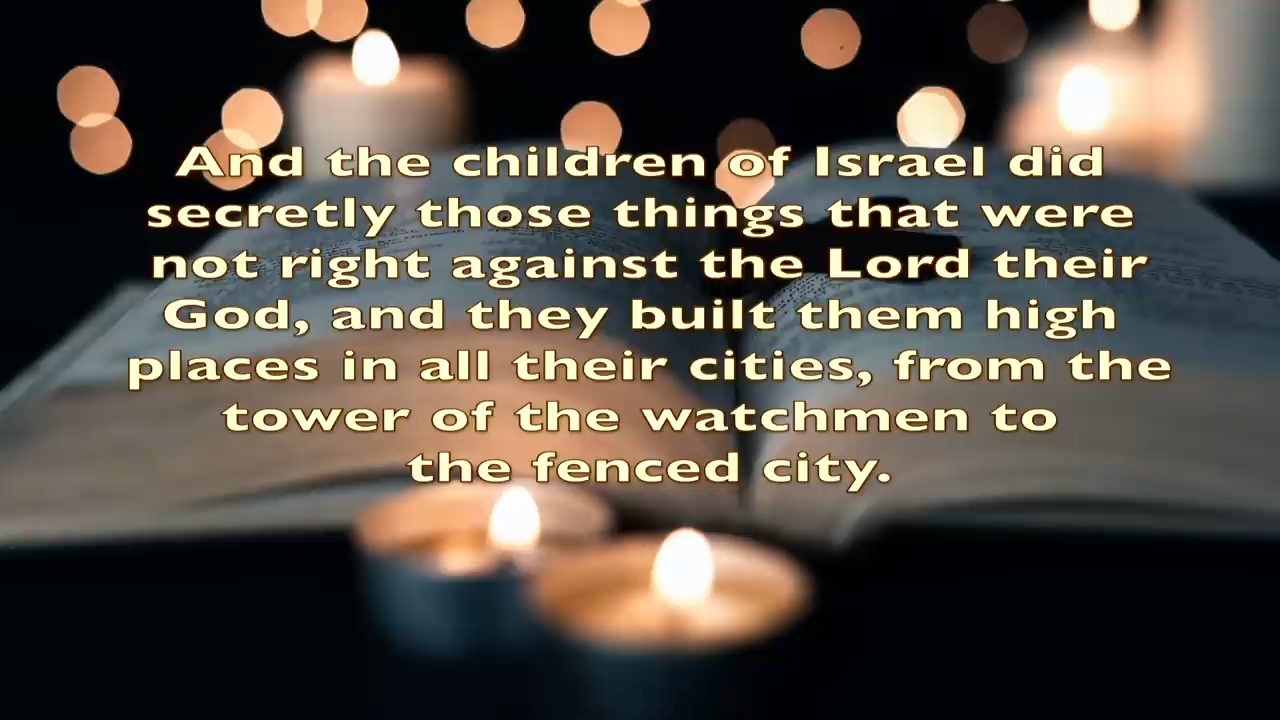 And the children of Israel did
secretly those things that were
not right against the Lord their
God, and they built them high
places in all their cities, from the
tower of the watchmen to
the fenced city.